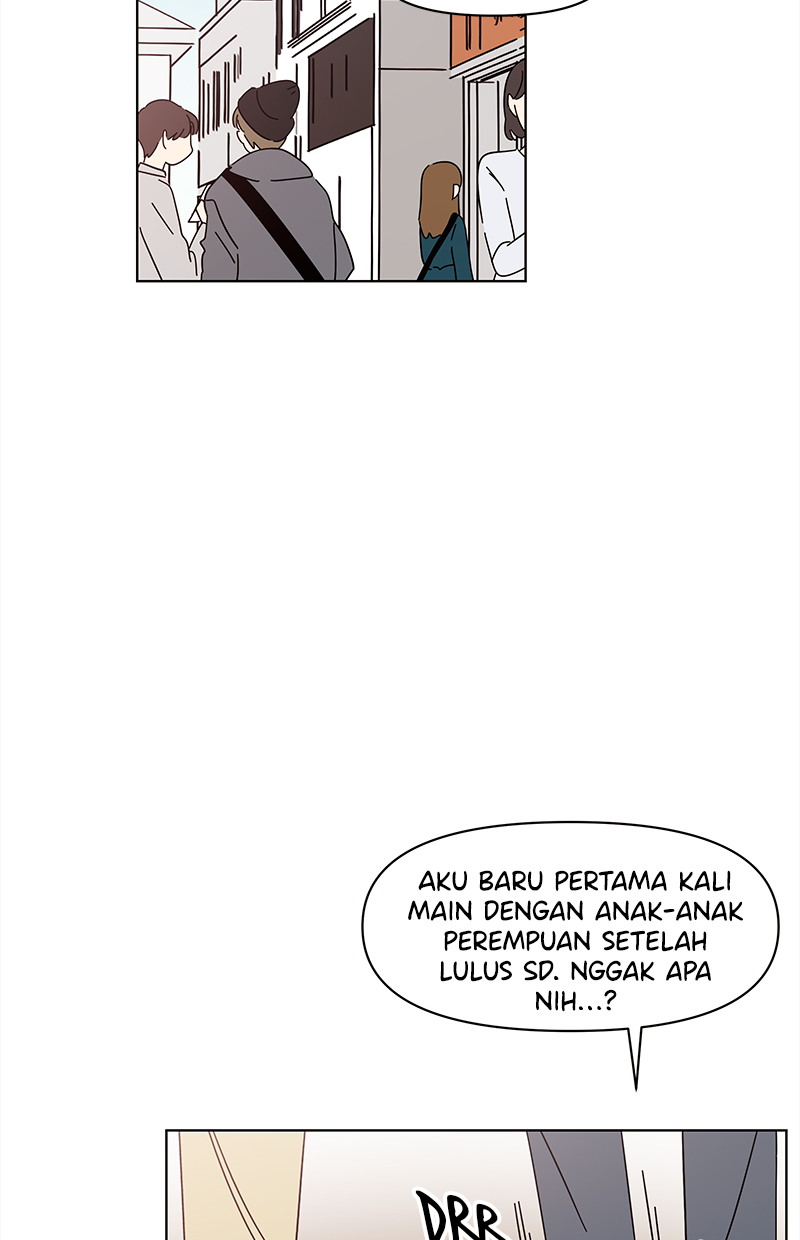 AKU BARU PERTAMA KALI
MAIN DENGAN ANAK-ANAK
PEREMPUAN SETELAH
LULUS SD. NGGAK APA
NIH...?
DRR